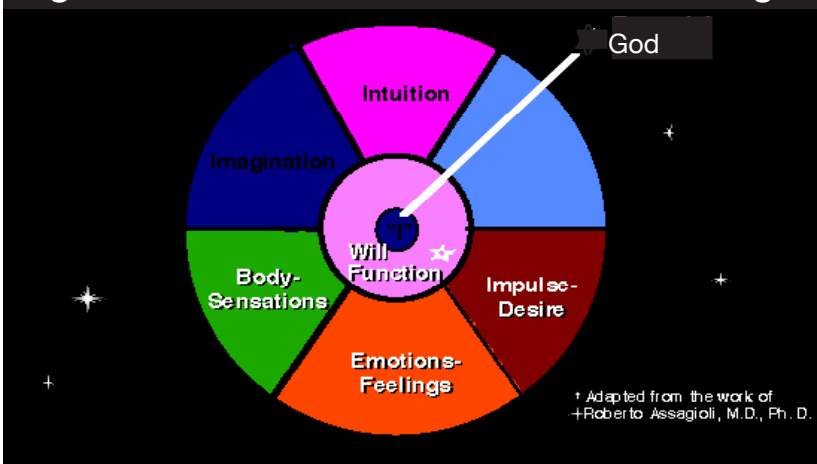 God
Intuition
Imagination
"I"
Will
Function
Body-
Sensations
Impulse-
Desire
Emotions-
Feelings
† Adapted from the work of
+Roberto Assagioli, M.D., Ph. D.